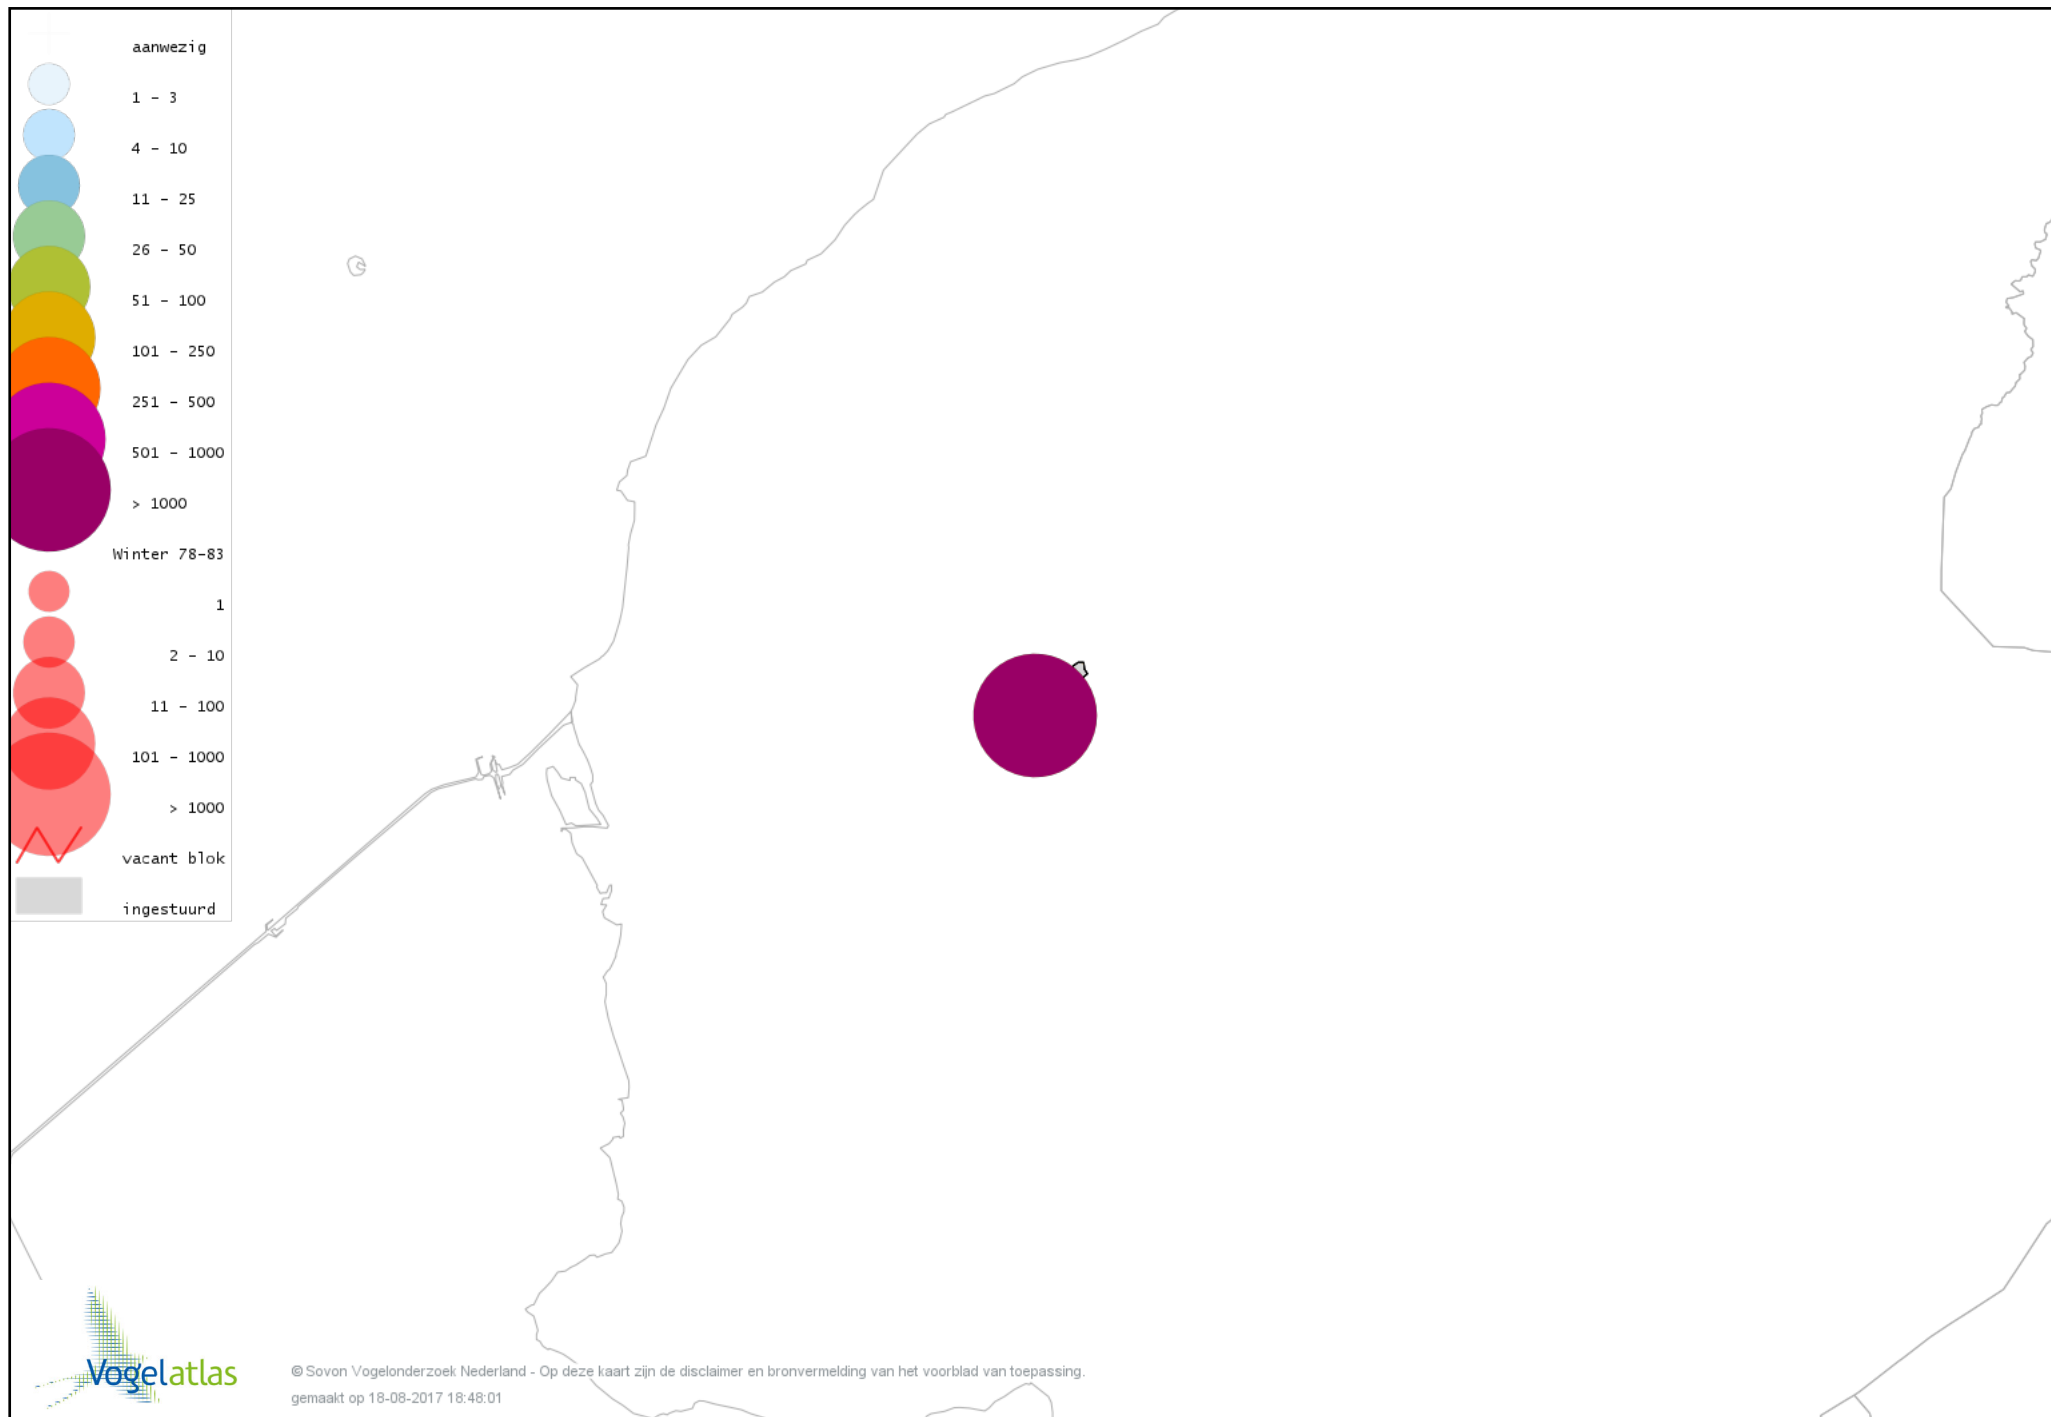 aanwezig
1 - 3
4 - 10
11 - 25
26 - 50
51 - 100
101 - 250
251 - 500
501 - 1000
> 1000
Winter 78-83
1
2 - 10
11 - 100
101 - 1000
> 1000
vacant blok
ingestuurd
Vogelatlas
© Sovon Vogelonderzoek Nederland - Op deze kaart zijn de disclaimer en bronvermelding van het voorblad van toepassing.
gemaakt op 18-08-2017 18:48:01